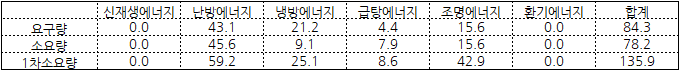 신재생에너지 난방에너지 냉방에너지 급탕에너지 조명에너지 환기에너지 합계
요구량 0.0 43.1 21.2 4.4 15.6 0.0 84.3
소요량 0.0 45.6 9.1 7.9 15.6 0.0 78.2
1차소요량 0.0 59.2 25.1 8.6 42.9 0.0 135.9